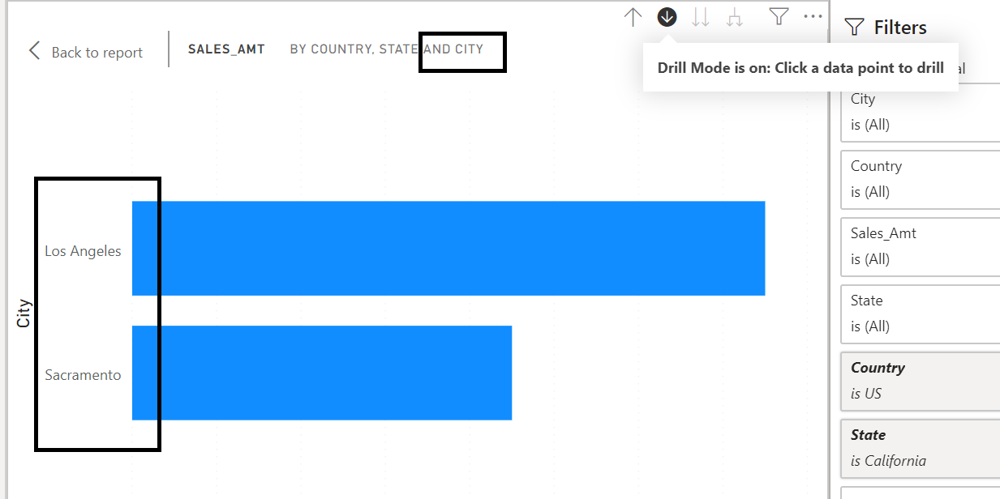 Back to report
SALES_AMT BY COUNTRY, STATE AND CITY
Drill Mode is on: Click a data point to drill
City
Los Angeles
Sacramento
Filters
City
is (All)
Country
is (All)
Sales_Amt
is (All)
State
is (All)
Country
is US
State
is California